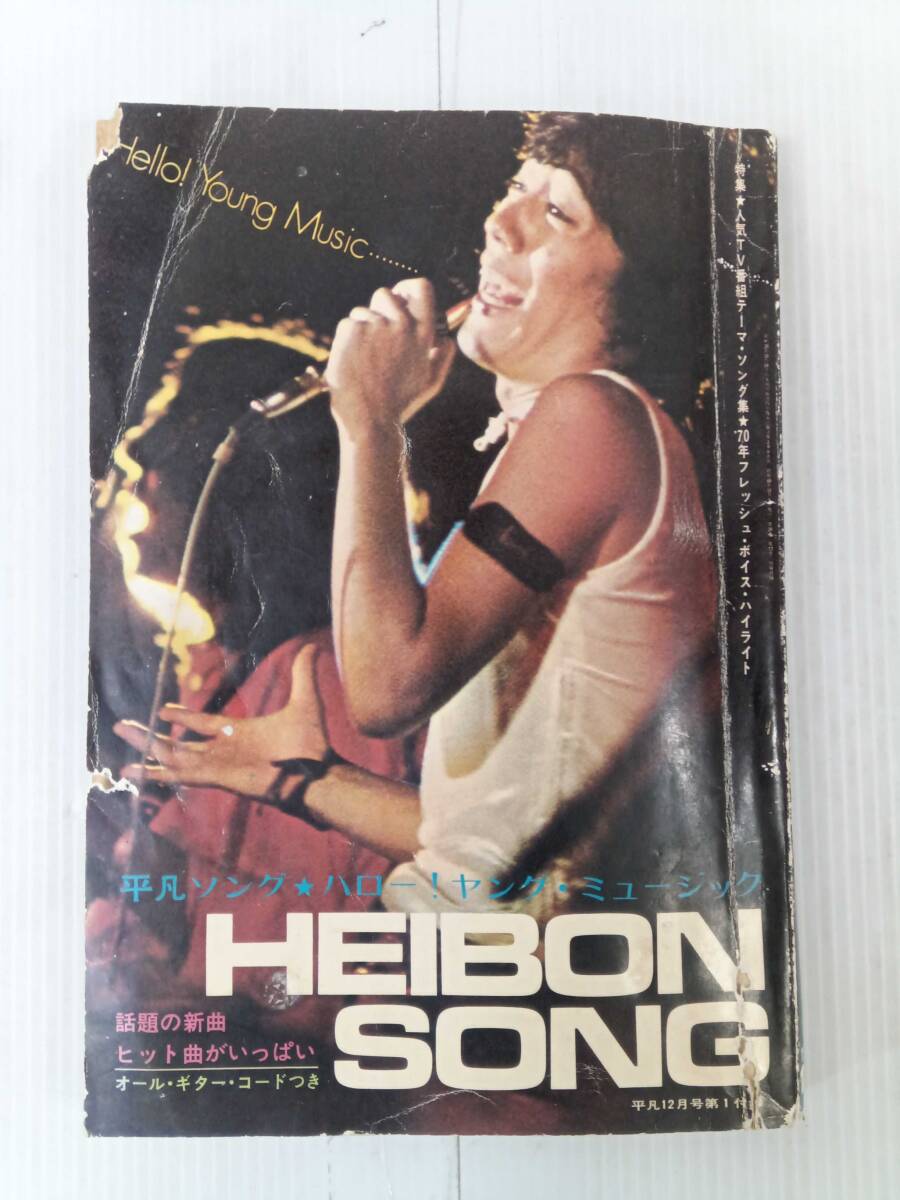 Hello! Young Music........
特集★人気TV番組テーマ・ソング集★'70年フレッシュ・ボイス・ハイライト
平凡ソング★ハロー!ヤング・ミュージック
HEIBON
SONG
話題の新曲
ヒット曲がいっぱい
オール・ギター・コードつき
平凡12月号第1付